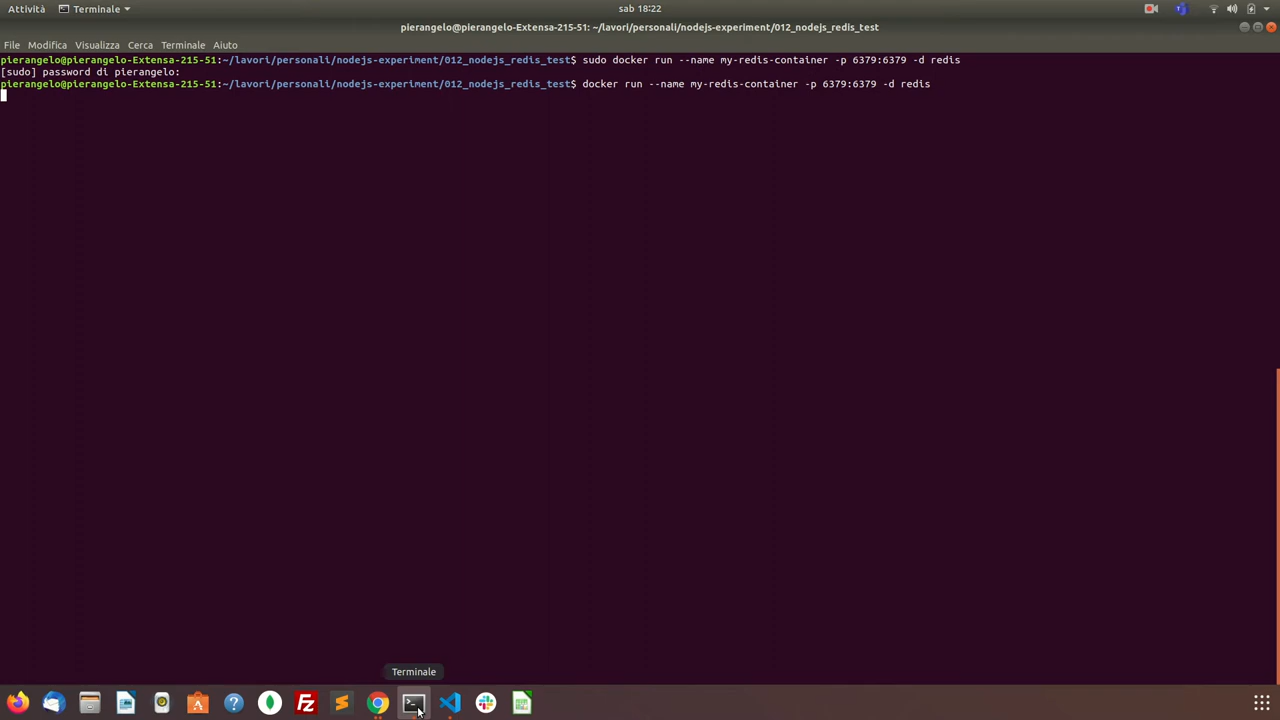 Attività
Terminale
sab 18:22
pierangelo@pierangelo-Extensa-215-51: ~/lavori/personali/nodejs-experiment/012_nodejs_redis_test
File Modifica Visualizza Cerca Terminale Aiuto
pierangelo@pierangelo-Extensa-215-51:~/lavori/personali/nodejs-experiment/012_nodejs_redis_test$ sudo docker run --name my-redis-container -p 6379:6379 -d redis
[sudo] password di pierangelo:
pierangelo@pierangelo-Extensa-215-51:~/lavori/personali/nodejs-experiment/012_nodejs_redis_test$ docker run --name my-redis-container -p 6379:6379 -d redis
Terminale